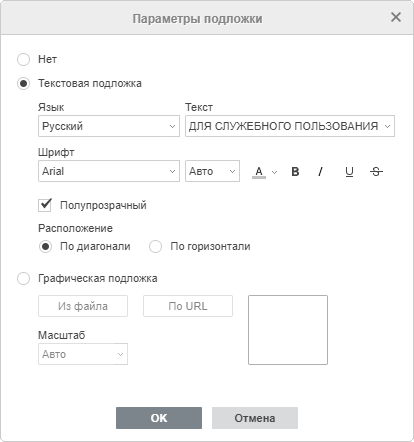 Параметры подложки
Нет
Текстовая подложка
Язык Текст
Русский ДЛЯ СЛУЖЕБНОГО ПОЛЬЗОВАНИЯ
Шрифт
Arial Авто A B I U S
Полупрозрачный
Расположение
По диагонали По горизонтали
Графическая подложка
Из файла По URL
Масштаб
Авто
OK Отмена